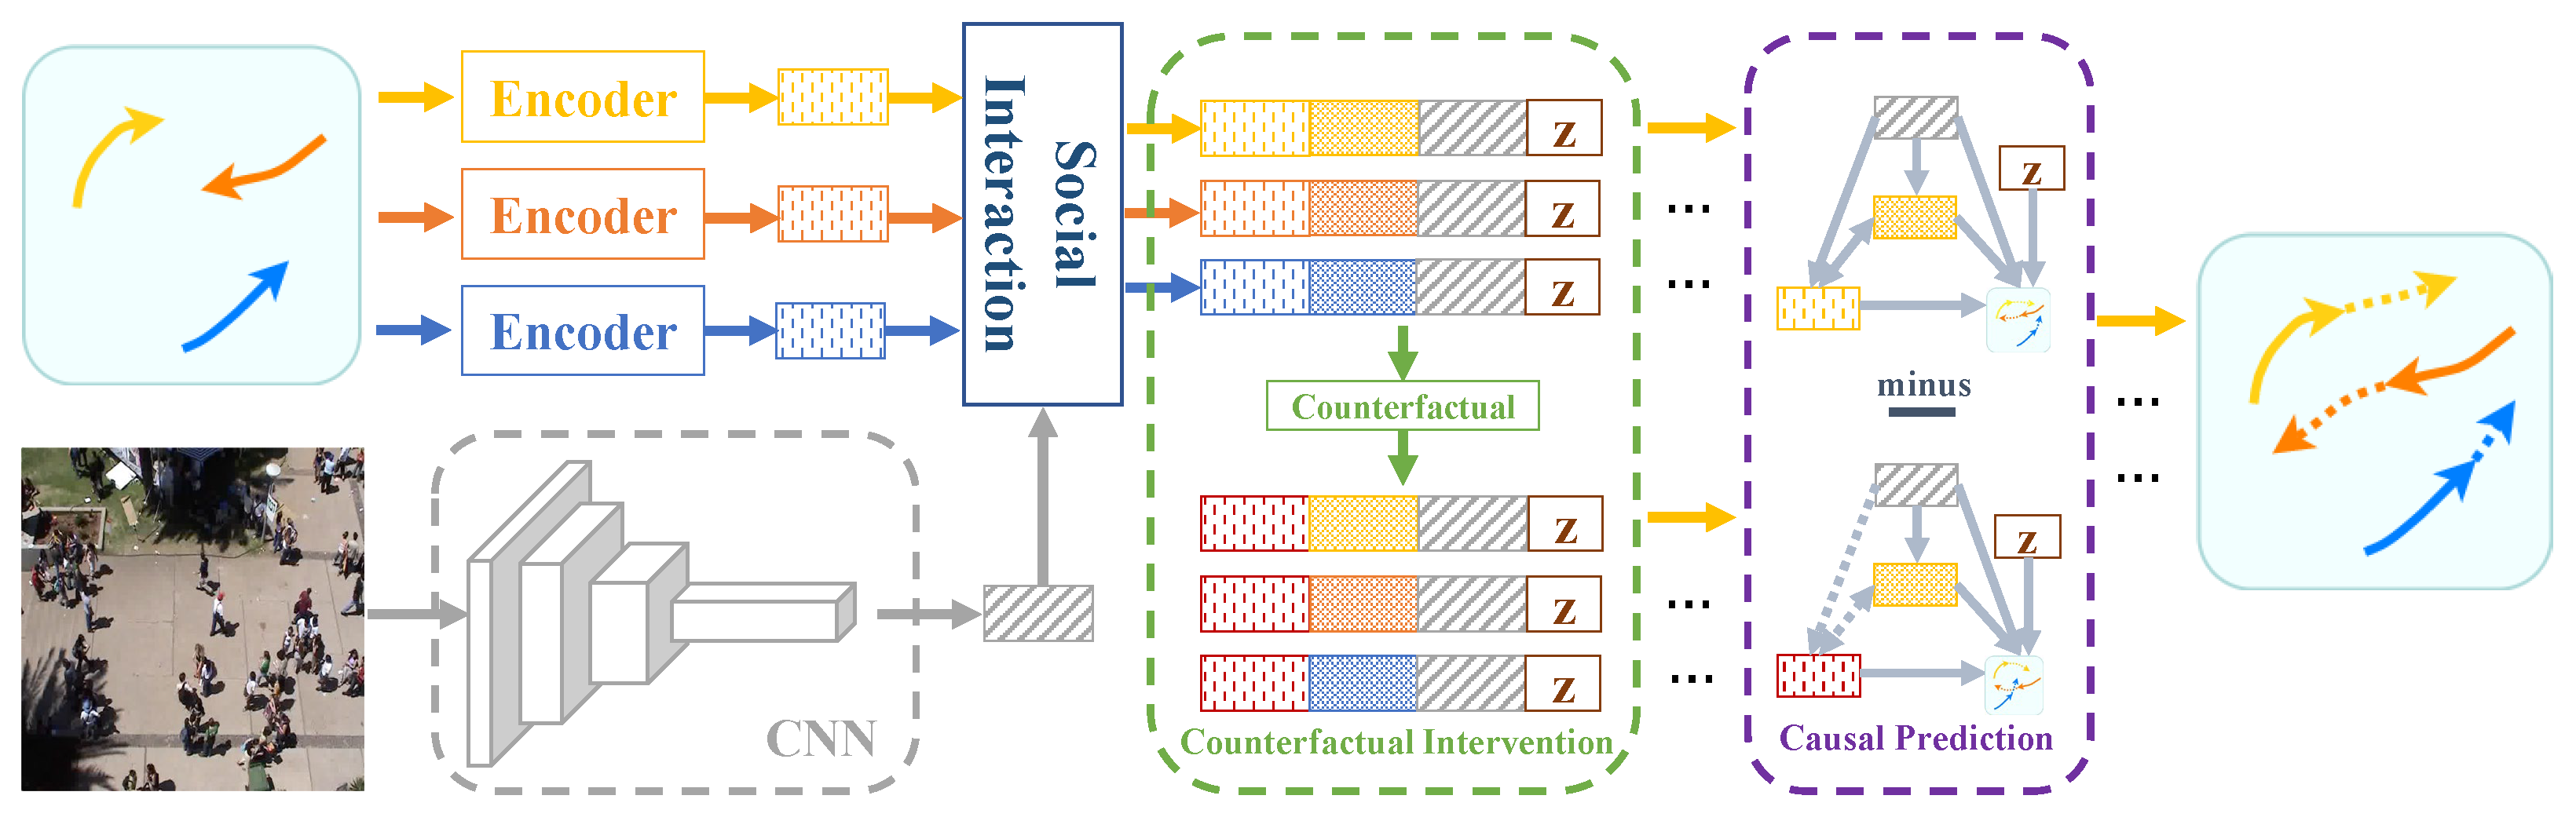 Encoder
Encoder
Encoder
Social
Interaction
CNN
z
z
z
Counterfactual
z
z
z
Counterfactual Intervention
...
...
...
...
z
minus
z
Causal Prediction
...
...